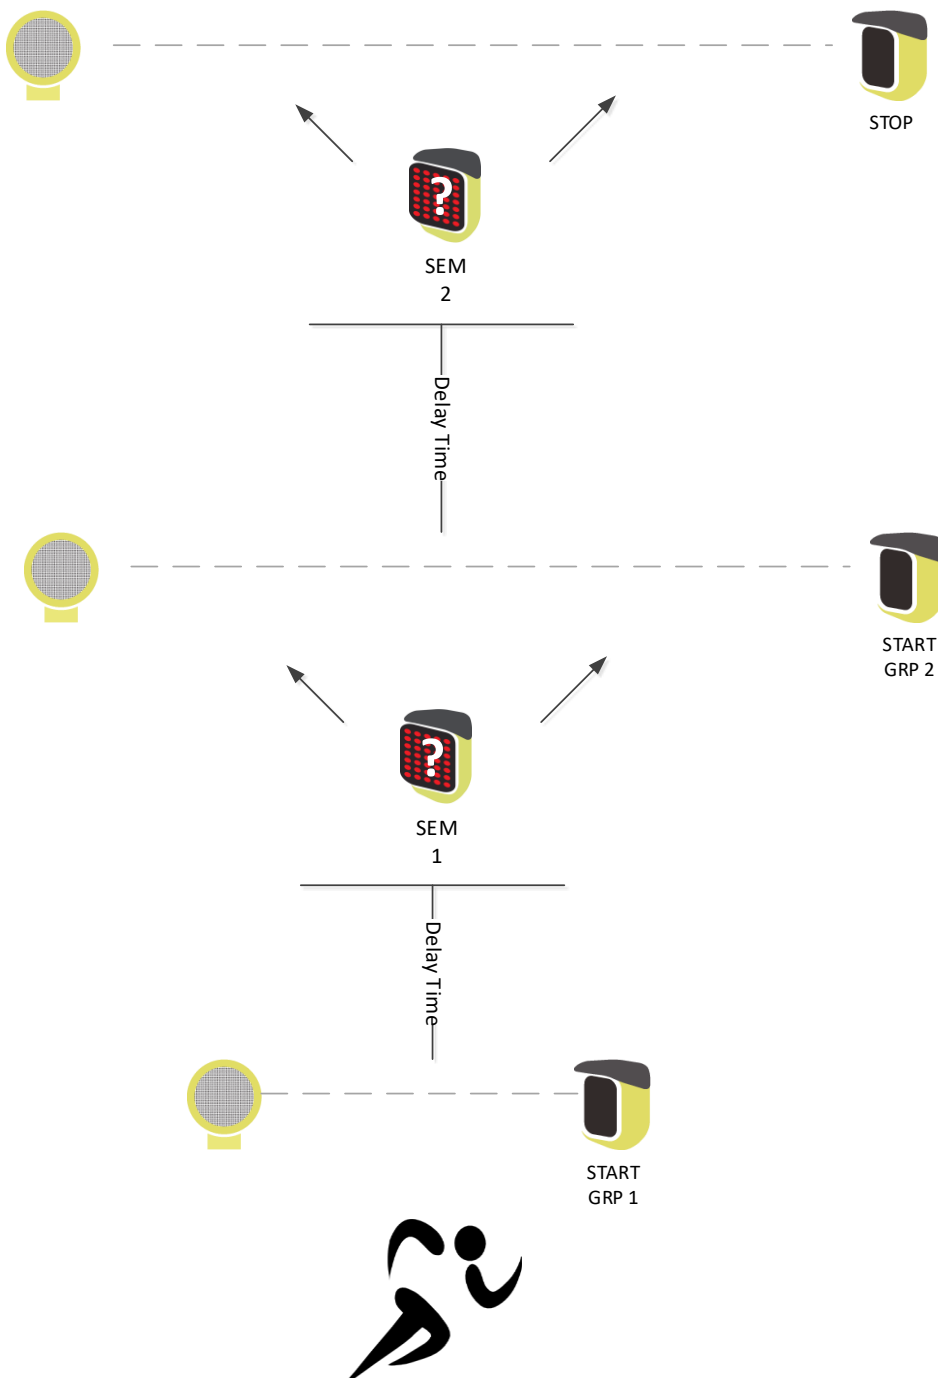 STOP
?
SEM
2
Delay Time
START
GRP 2
?
SEM
1
Delay Time
START
GRP 1